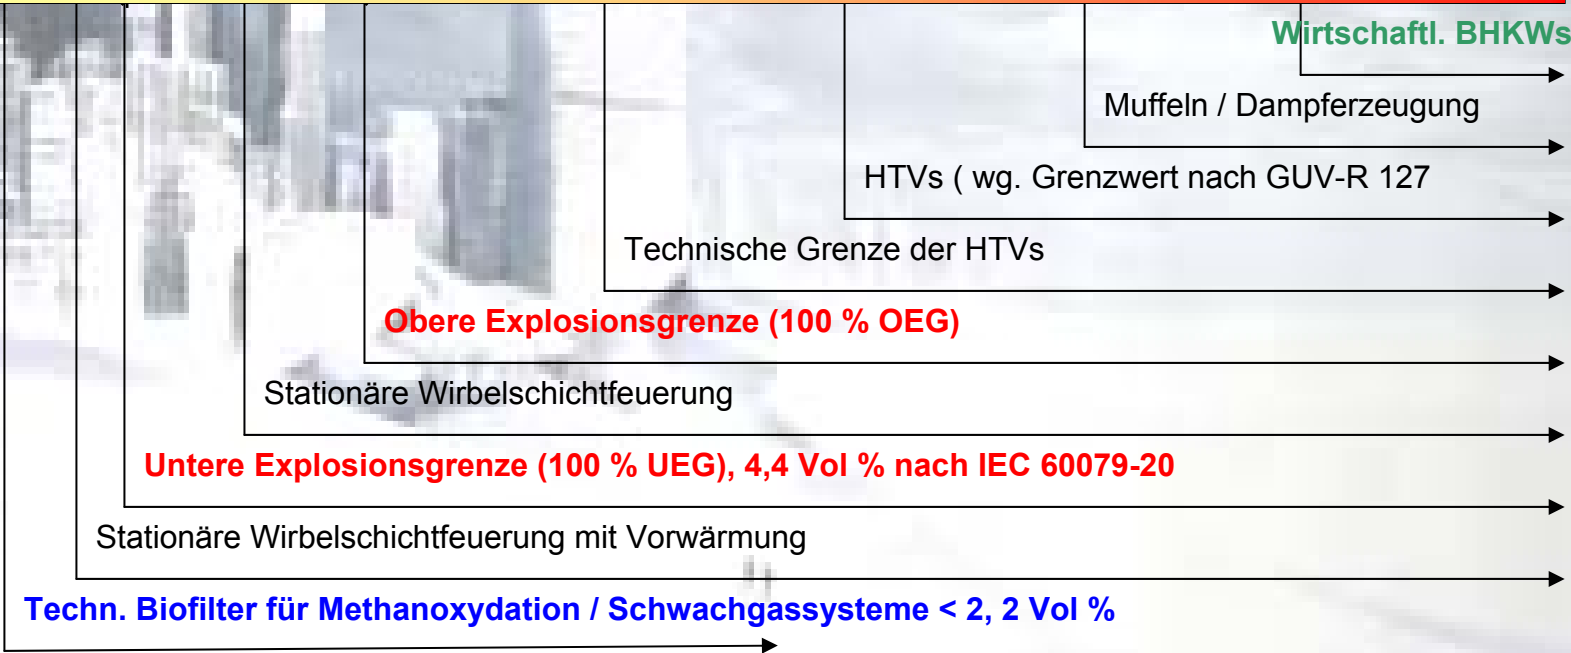 Wirtschaftl. BHKWs
Muffeln / Dampferzeugung
HTVs ( wg. Grenzwert nach GUV-R 127
Technische Grenze der HTVs
Obere Explosionsgrenze (100 % OEG)
Stationäre Wirbelschichtfeuerung
Untere Explosionsgrenze (100 % UEG), 4,4 Vol % nach IEC 60079-20
Stationäre Wirbelschichtfeuerung mit Vorwärmung
Techn. Biofilter für Methanoxydation / Schwachgassysteme < 2, 2 Vol %